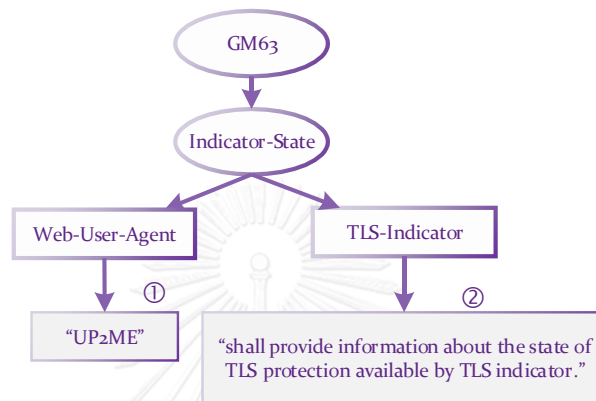 GM63
Indicator-State
Web-User-Agent
TLS-Indicator
①
②
“UP2ME”
“shall provide information about the state of
TLS protection available by TLS indicator.”